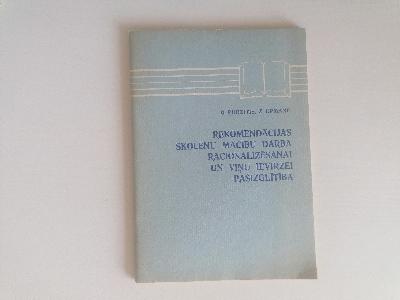 REKOMENDĀCIJAS
SKOLĒNU MĀCĪBU DARBA
RACIONALIZĒŠANAI
UN VIŅU IEVIRZEI
PAŠIZGLĪTĪBĀ